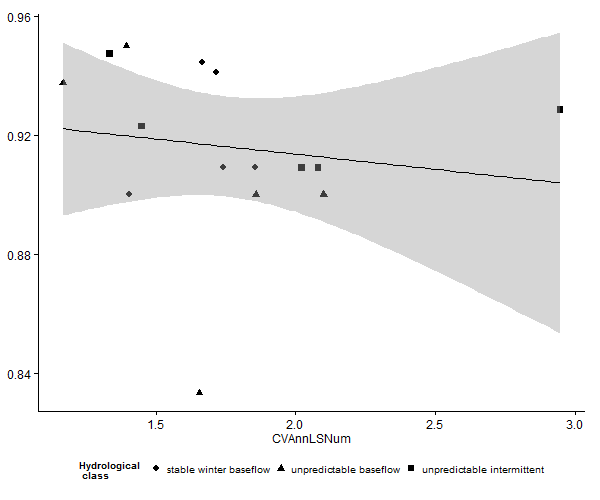 0.96
0.92
0.88
0.84
1.5 2.0 2.5 3.0
CVAnnLSNum
Hydrological
class
stable winter baseflow unpredictable baseflow unpredictable intermittent